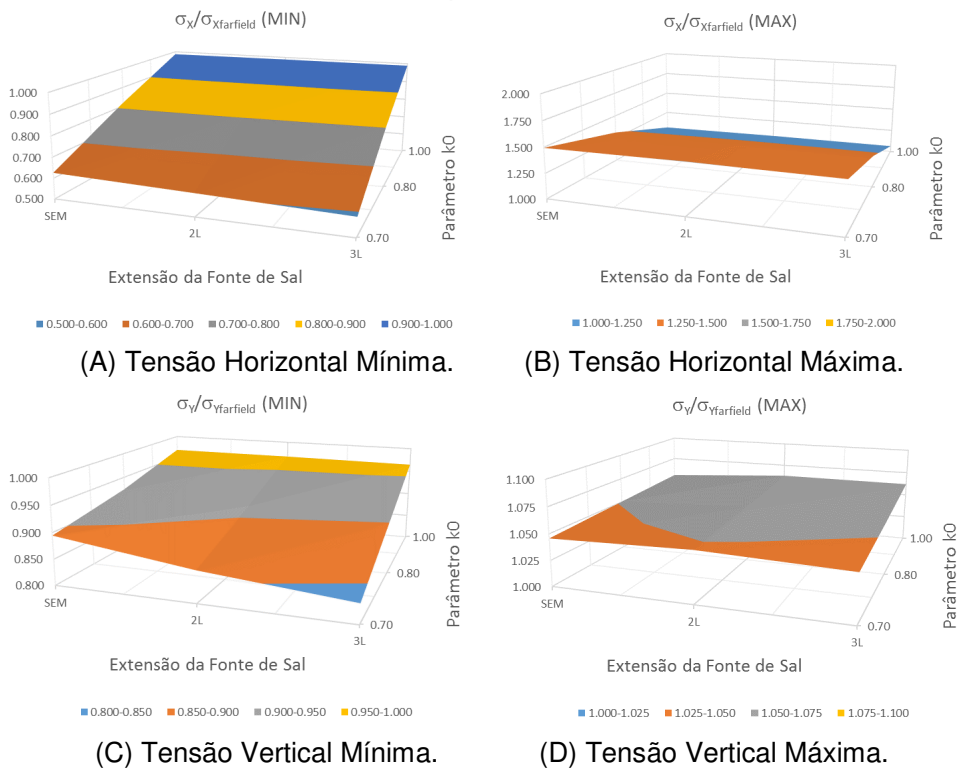 σX/σXfarfield (MIN)
1.000
0.900
0.800
0.700
0.600
0.500
SEM
2L
3L
0.70
0.80
1.00
Parâmetro k0
Extensão da Fonte de Sal
0.500-0.600 0.600-0.700 0.700-0.800 0.800-0.900 0.900-1.000
(A) Tensão Horizontal Mínima.
σX/σXfarfield (MAX)
2.000
1.750
1.500
1.250
1.000
SEM
2L
3L
0.70
0.80
1.00
Parâmetro k0
Extensão da Fonte de Sal
1.000-1.250 1.250-1.500 1.500-1.750 1.750-2.000
(B) Tensão Horizontal Máxima.
σY/σYfarfield (MIN)
1.000
0.950
0.900
0.850
0.800
SEM
2L
3L
0.70
0.80
1.00
Parâmetro k0
Extensão da Fonte de Sal
0.800-0.850 0.850-0.900 0.900-0.950 0.950-1.000
(C) Tensão Vertical Mínima.
σY/σYfarfield (MAX)
1.100
1.075
1.050
1.025
1.000
SEM
2L
3L
0.70
0.80
1.00
Parâmetro k0
Extensão da Fonte de Sal
1.000-1.025 1.025-1.050 1.050-1.075 1.075-1.100
(D) Tensão Vertical Máxima.